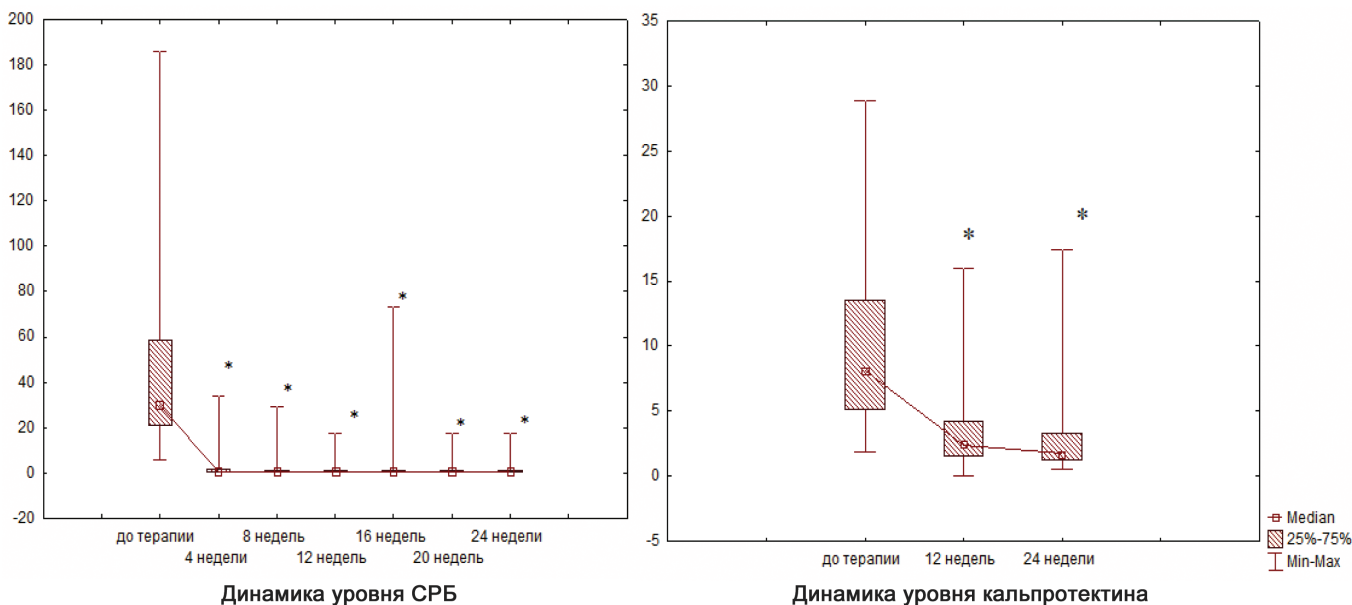 200
180
160
140
120
100
80
60
40
20
0
-20
* * * * * *
до терапии 8 недель 16 недель 24 недели
4 недели 12 недель 20 недель
Динамика уровня СРБ
35
30
25
20
15
10
5
0
-5
* *
до терапии 12 недель 24 недели
Динамика уровня кальпротектина
Median
25%-75%
Min-Max